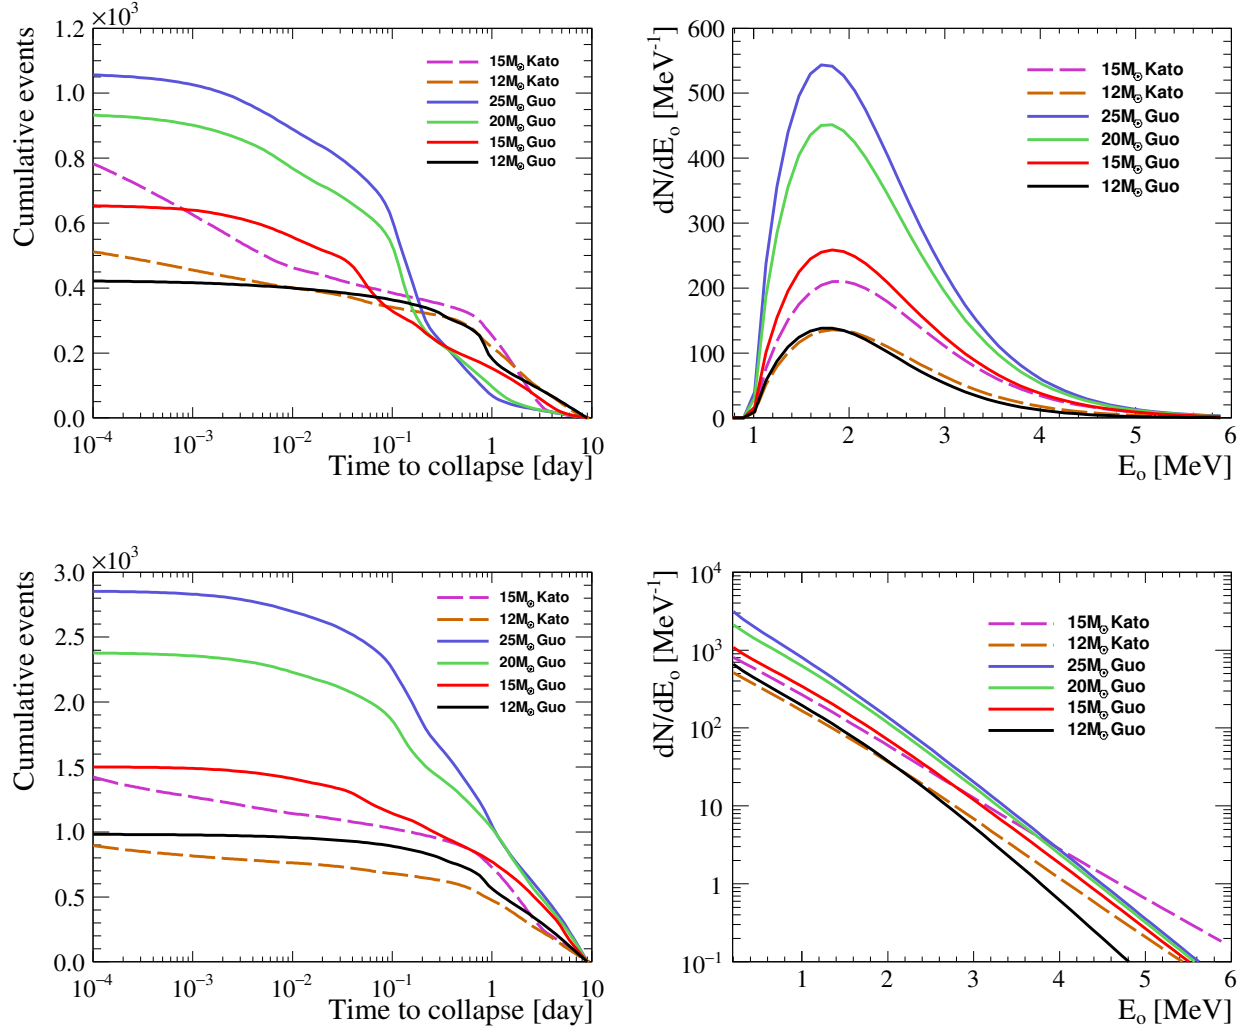 ×10³
Cumulative events
1.2
1.0
0.8
0.6
0.4
0.2
0.0
15M☉ Kato
12M☉ Kato
25M☉ Guo
20M☉ Guo
15M☉ Guo
12M☉ Guo
10⁻⁴ 10⁻³ 10⁻² 10⁻¹ 1 10
Time to collapse [day]
dN/dEₒ [MeV⁻¹]
600
500
400
300
200
100
0
15M☉ Kato
12M☉ Kato
25M☉ Guo
20M☉ Guo
15M☉ Guo
12M☉ Guo
1 2 3 4 5 6
Eₒ [MeV]
×10³
Cumulative events
3.0
2.5
2.0
1.5
1.0
0.5
0.0
15M☉ Kato
12M☉ Kato
25M☉ Guo
20M☉ Guo
15M☉ Guo
12M☉ Guo
10⁻⁴ 10⁻³ 10⁻² 10⁻¹ 1 10
Time to collapse [day]
dN/dEₒ [MeV⁻¹]
10⁴
10³
10²
10
1
10⁻¹
15M☉ Kato
12M☉ Kato
25M☉ Guo
20M☉ Guo
15M☉ Guo
12M☉ Guo
1 2 3 4 5 6
Eₒ [MeV]